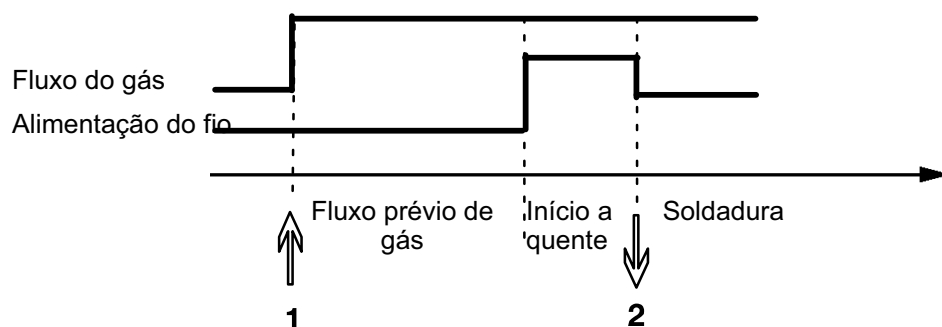 Fluxo do gás
Alimentação do fio
Fluxo prévio de
gás
Início a
quente
Soldadura
1
2